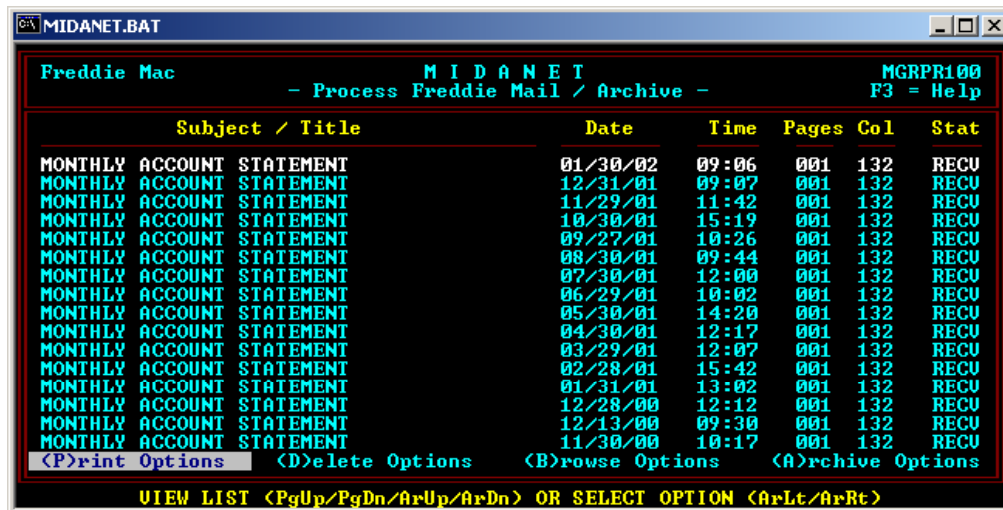 MIDANET.BAT
Freddie Mac M I D A N E T MGRPR100
- Process Freddie Mail / Archive - F3 = Help
Subject / Title Date Time Pages Col Stat
MONTHLY ACCOUNT STATEMENT 01/30/02 09:06 001 132 RECV
MONTHLY ACCOUNT STATEMENT 12/31/01 09:07 001 132 RECV
MONTHLY ACCOUNT STATEMENT 11/29/01 11:42 001 132 RECV
MONTHLY ACCOUNT STATEMENT 10/30/01 15:19 001 132 RECV
MONTHLY ACCOUNT STATEMENT 09/27/01 10:26 001 132 RECV
MONTHLY ACCOUNT STATEMENT 08/30/01 09:44 001 132 RECV
MONTHLY ACCOUNT STATEMENT 07/30/01 12:00 001 132 RECV
MONTHLY ACCOUNT STATEMENT 06/29/01 10:02 001 132 RECV
MONTHLY ACCOUNT STATEMENT 05/30/01 14:20 001 132 RECV
MONTHLY ACCOUNT STATEMENT 04/30/01 12:17 001 132 RECV
MONTHLY ACCOUNT STATEMENT 03/29/01 12:07 001 132 RECV
MONTHLY ACCOUNT STATEMENT 02/28/01 15:42 001 132 RECV
MONTHLY ACCOUNT STATEMENT 01/31/01 13:02 001 132 RECV
MONTHLY ACCOUNT STATEMENT 12/28/00 12:12 001 132 RECV
MONTHLY ACCOUNT STATEMENT 12/13/00 09:30 001 132 RECV
MONTHLY ACCOUNT STATEMENT 11/30/00 10:17 001 132 RECV
(P)rint Options (D)elete Options (B)rowse Options (A)rchive Options
VIEW LIST (PgUp/PgDn/ArUp/ArDn) OR SELECT OPTION (ArLt/ArRt)